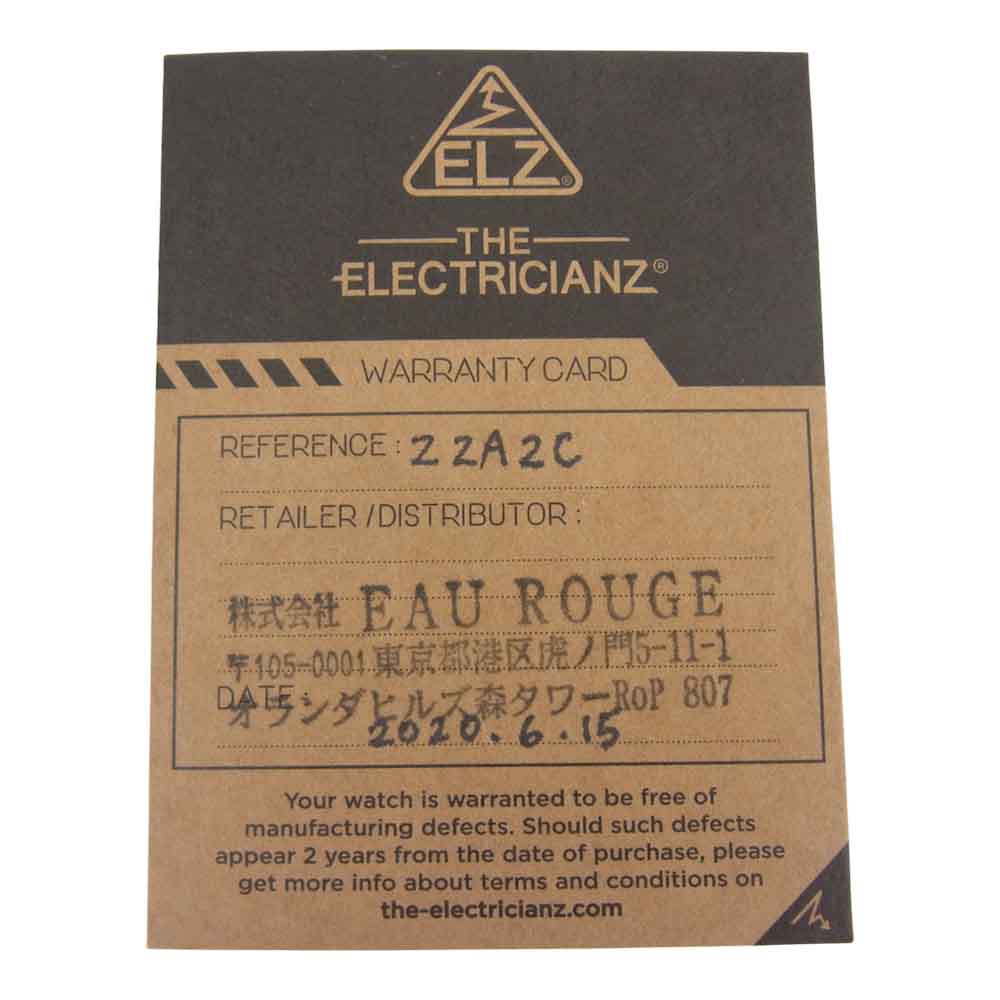 ELZ®
THE
ELECTRICIANZ®
WARRANTY CARD
REFERENCE : 22A2C
RETAILER /DISTRIBUTOR :
株式会社 EAU ROUGE
〒105-0001 東京都港区虎ノ門5-11-1
オランダヒルズ森タワーRoP 807
DATE :
2020.6.15
Your watch is warranted to be free of
manufacturing defects. Should such defects
appear 2 years from the date of purchase, please
get more info about terms and conditions on
the-electricianz.com